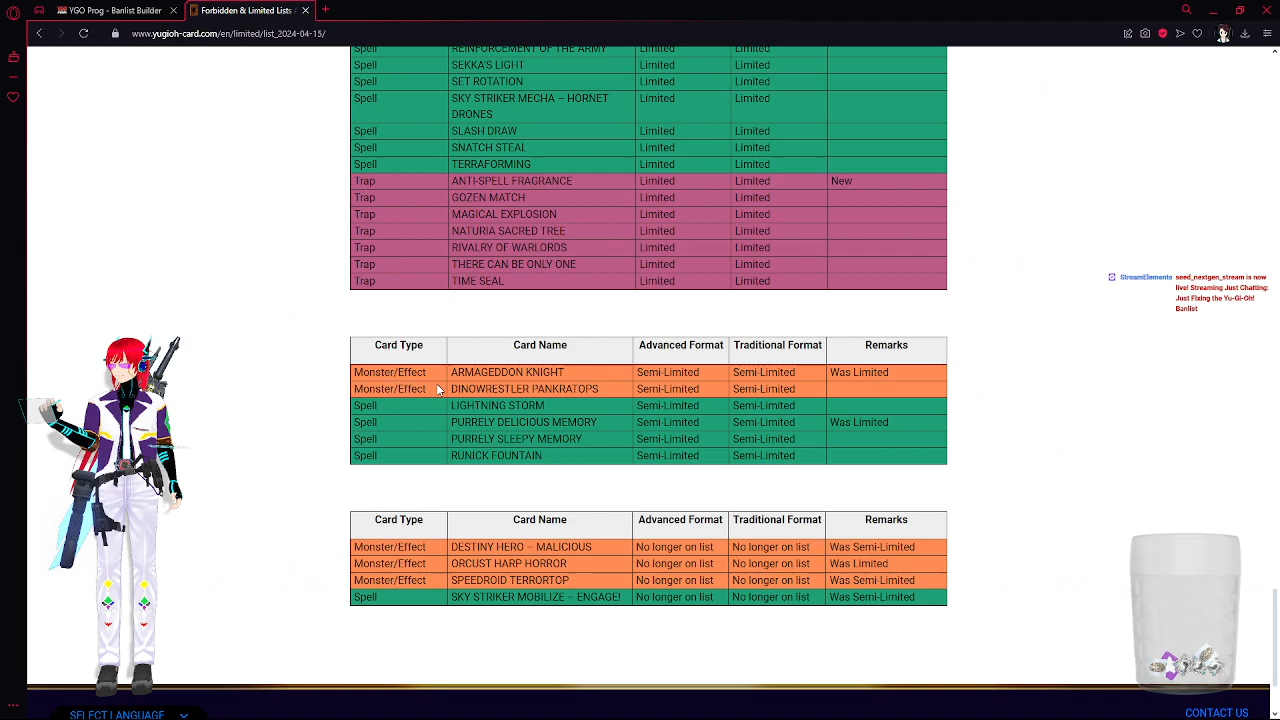 YGO Prog - Banlist Builder
Forbidden & Limited Lists
www.yugioh-card.com/en/limited/list_2024-04-15/
Spell REINFORCEMENT OF THE ARMY Limited Limited
Spell SEKKA'S LIGHT Limited Limited
Spell SET ROTATION Limited Limited
Spell SKY STRIKER MECHA – HORNET Limited Limited
DRONES
Spell SLASH DRAW Limited Limited
Spell SNATCH STEAL Limited Limited
Spell TERRAFORMING Limited Limited
Trap ANTI-SPELL FRAGRANCE Limited Limited New
Trap GOZEN MATCH Limited Limited
Trap MAGICAL EXPLOSION Limited Limited
Trap NATURIA SACRED TREE Limited Limited
Trap RIVALRY OF WARLORDS Limited Limited
Trap THERE CAN BE ONLY ONE Limited Limited
Trap TIME SEAL Limited Limited
StreamElements seed_nextgen_stream is now
live! Streaming Just Chatting:
Just Fixing the Yu-Gi-Oh!
Banlist
Card Type Card Name Advanced Format Traditional Format Remarks
Monster/Effect ARMAGEDDON KNIGHT Semi-Limited Semi-Limited Was Limited
Monster/Effect DINOWRESTLER PANKRATOPS Semi-Limited Semi-Limited
Spell LIGHTNING STORM Semi-Limited Semi-Limited
Spell PURRELY DELICIOUS MEMORY Semi-Limited Semi-Limited Was Limited
Spell PURRELY SLEEPY MEMORY Semi-Limited Semi-Limited
Spell RUNICK FOUNTAIN Semi-Limited Semi-Limited
Card Type Card Name Advanced Format Traditional Format Remarks
Monster/Effect DESTINY HERO – MALICIOUS No longer on list No longer on list Was Semi-Limited
Monster/Effect ORCUST HARP HORROR No longer on list No longer on list Was Limited
Monster/Effect SPEEDROID TERRORTOP No longer on list No longer on list Was Semi-Limited
Spell SKY STRIKER MOBILIZE – ENGAGE! No longer on list No longer on list Was Semi-Limited
SELECT LANGUAGE
CONTACT US